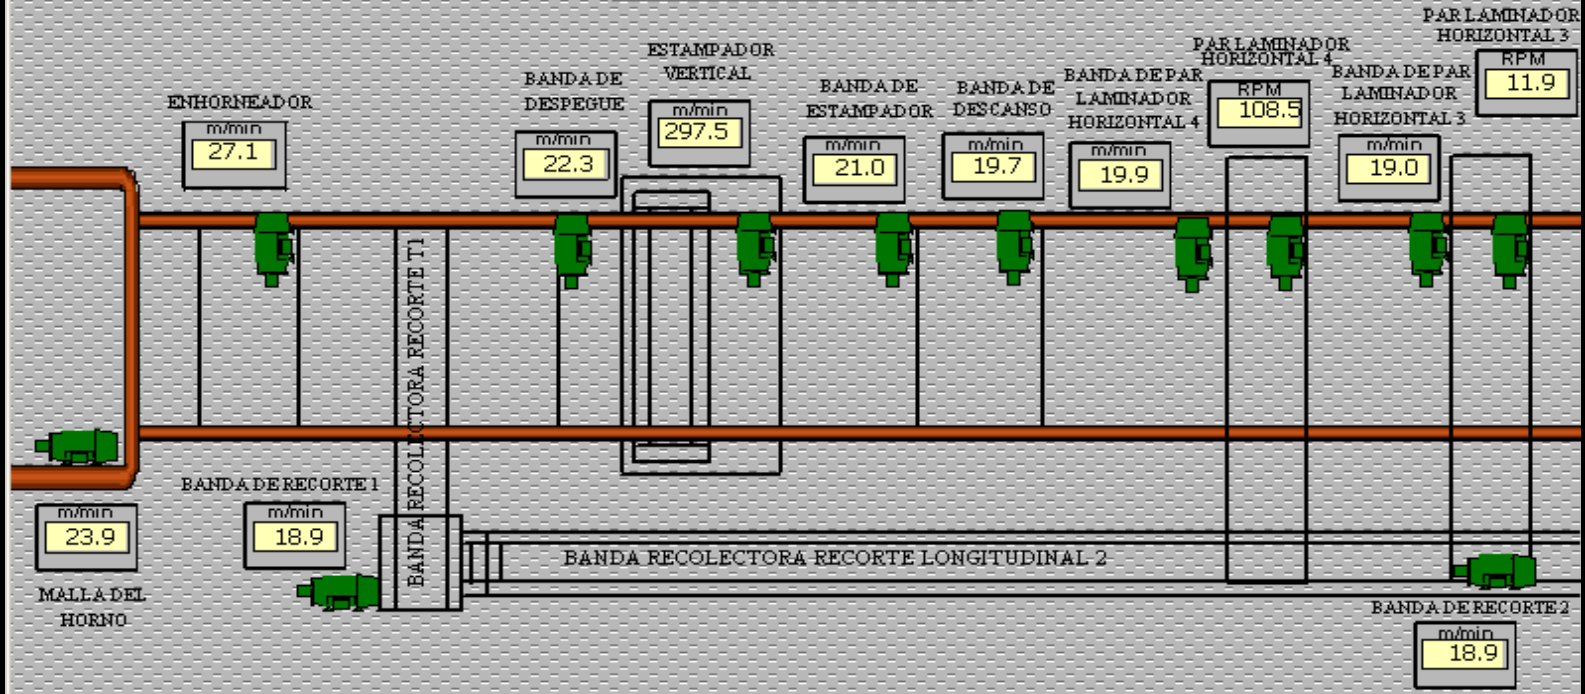 PAR LAMINADOR
HORIZONTAL 3
RPM
11.9
PAR LAMINADOR
HORIZONTAL 4
RPM
108.5
ESTAMPADOR
VERTICAL
m/min
297.5
BANDA DE
DESPEGUE
m/min
22.3
BANDA DE
ESTAMPADOR
m/min
21.0
BANDA DE
DESCANSO
m/min
19.7
BANDA DE PAR
LAMINADOR
HORIZONTAL 4
m/min
19.9
BANDA DE PAR
LAMINADOR
HORIZONTAL 3
m/min
19.0
ENHORNEADOR
m/min
27.1
BANDA RECOLECTORA RECORTE T1
BANDA DE RECORTE 1
m/min
18.9
m/min
23.9
MALLA DEL
HORNO
BANDA RECOLECTORA RECORTE LONGITUDINAL 2
BANDA DE RECORTE 2
m/min
18.9